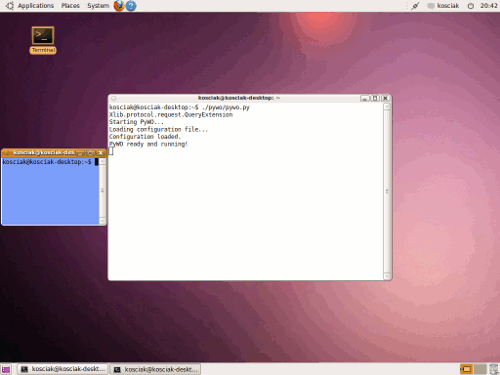 Applications Places System
kosciak
20:42
Terminal
kosciak@kosciak-desktop: ~
kosciak@kosciak-desktop:~$ ./pywo/pywo.py
Xlib.protocol.request.QueryExtension
Starting PyWO...
Loading configuration file...
Configuration loaded.
PyWO ready and running!
kosciak@kosciak-desk
kosciak@kosciak-desktop:~$
kosciak@kosciak-deskt...
kosciak@kosciak-deskt...